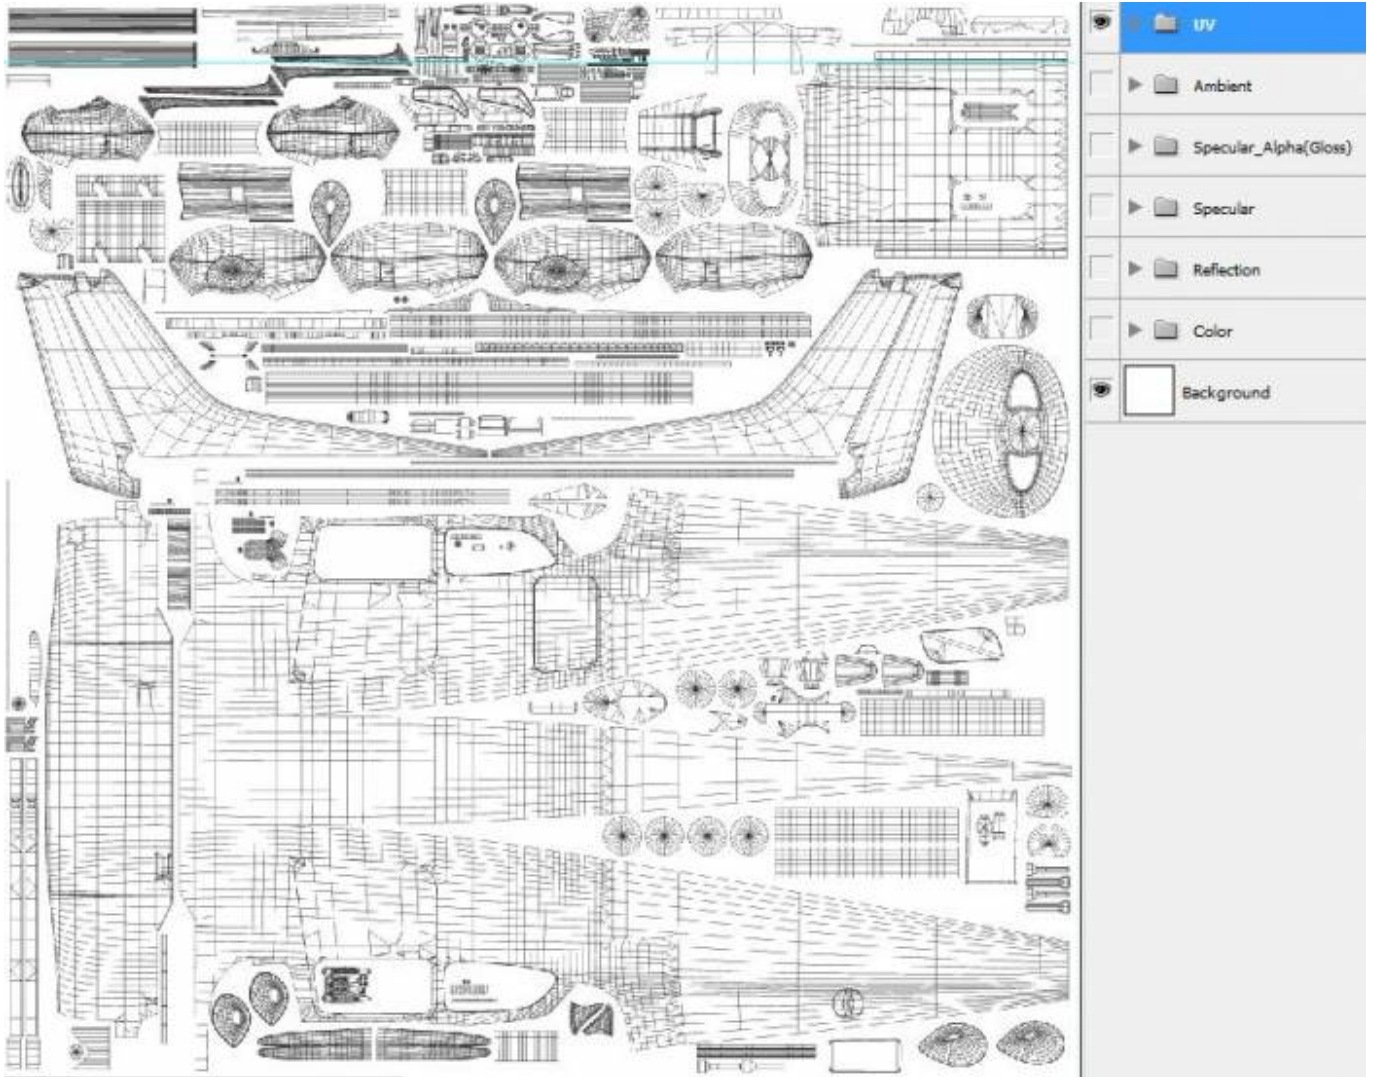 UV
Ambient
Specular_Alpha(Gloss)
Specular
Reflection
Color
Background